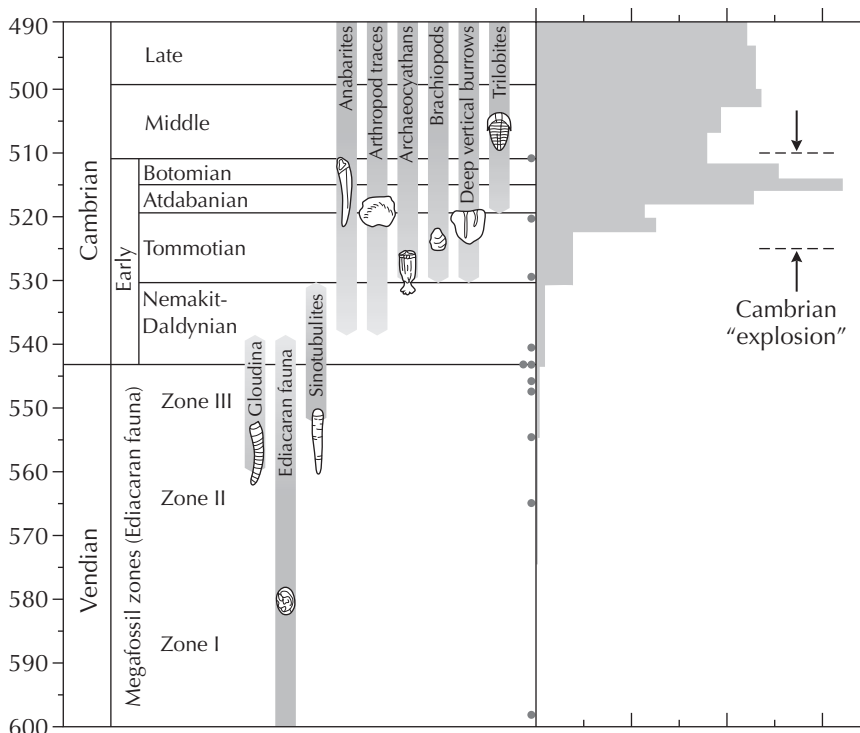 490
500
510
520
530
540
550
560
570
580
590
600
Cambrian
Vendian
Early
Late
Middle
Botomian
Atdabanian
Tommotian
Nemakit-
Daldynian
Megafossil zones (Ediacaran fauna)
Zone III
Zone II
Zone I
Gloudina
Ediacaran fauna
Sinotubulites
Anabarites
Arthropod traces
Archaeocyathans
Brachiopods
Deep vertical burrows
Trilobites
Cambrian
“explosion”